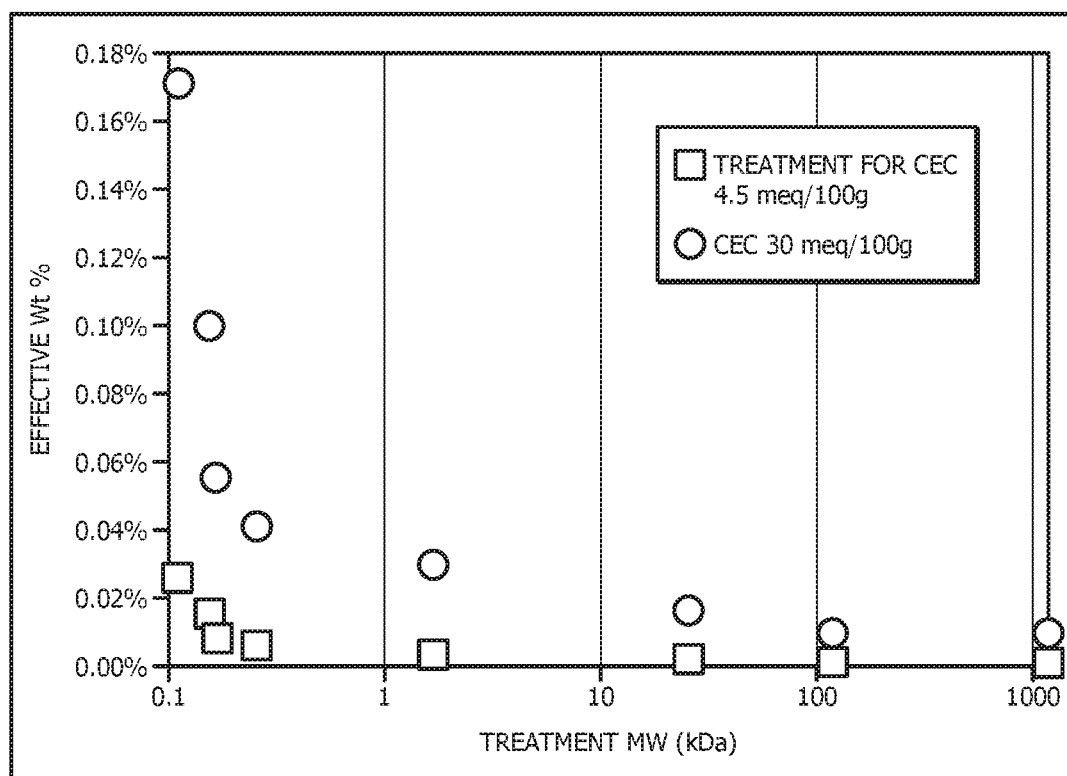 0.18%
0.16%
0.14%
0.12%
0.10%
0.08%
0.06%
0.04%
0.02%
0.00%
EFFECTIVE Wt %
TREATMENT FOR CEC
4.5 meq/100g
CEC 30 meq/100g
0.1 1 10 100 1000
TREATMENT MW (kDa)